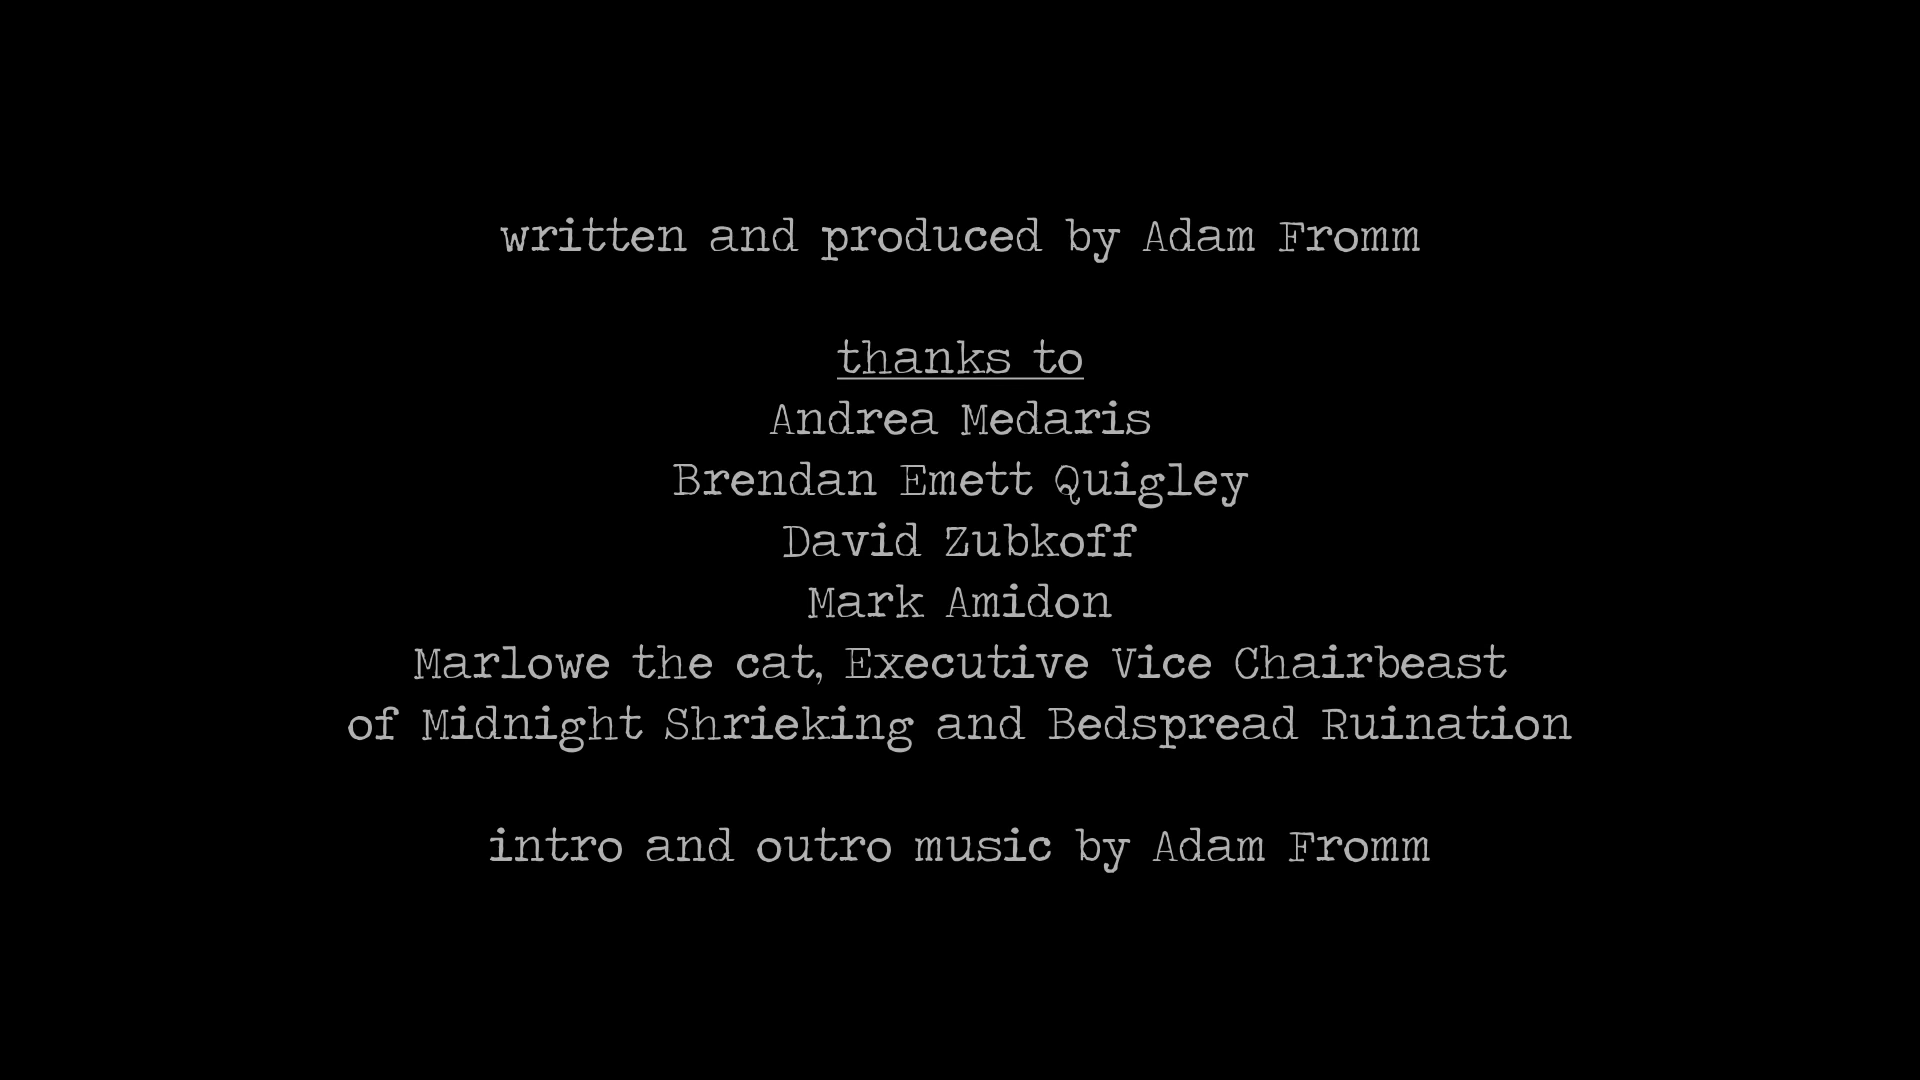 written and produced by Adam Fromm
thanks to
Andrea Medaris
Brendan Emett Quigley
David Zubkoff
Mark Amidon
Marlowe the cat, Executive Vice Chairbeast
of Midnight Shrieking and Bedspread Ruination
intro and outro music by Adam Fromm